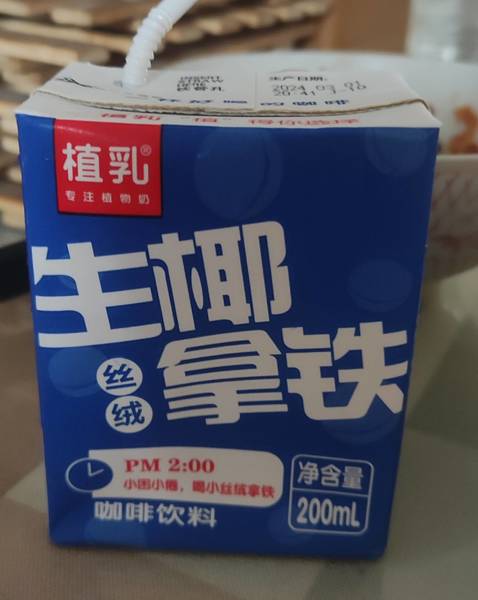 生产日期:
植乳®
专注植物奶
生椰
丝绒
拿铁
PM 2:00
小困小倦，喝小丝绒拿铁
咖啡饮料
净含量
200mL